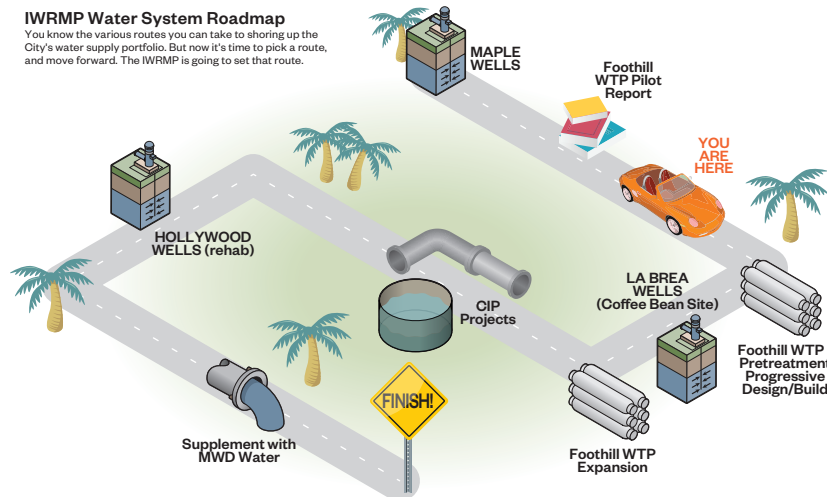 IWRMP Water System Roadmap
You know the various routes you can take to shoring up the
City's water supply portfolio. But now it's time to pick a route,
and move forward. The IWRMP is going to set that route.
MAPLE
WELLS
Foothill
WTP Pilot
Report
YOU
ARE
HERE
HOLLYWOOD
WELLS (rehab)
LA BREA
WELLS
(Coffee Bean Site)
CIP
Projects
Foothill WTP
Pretreatment
Progressive
Design/Build
FINISH!
Supplement with
MWD Water
Foothill WTP
Expansion